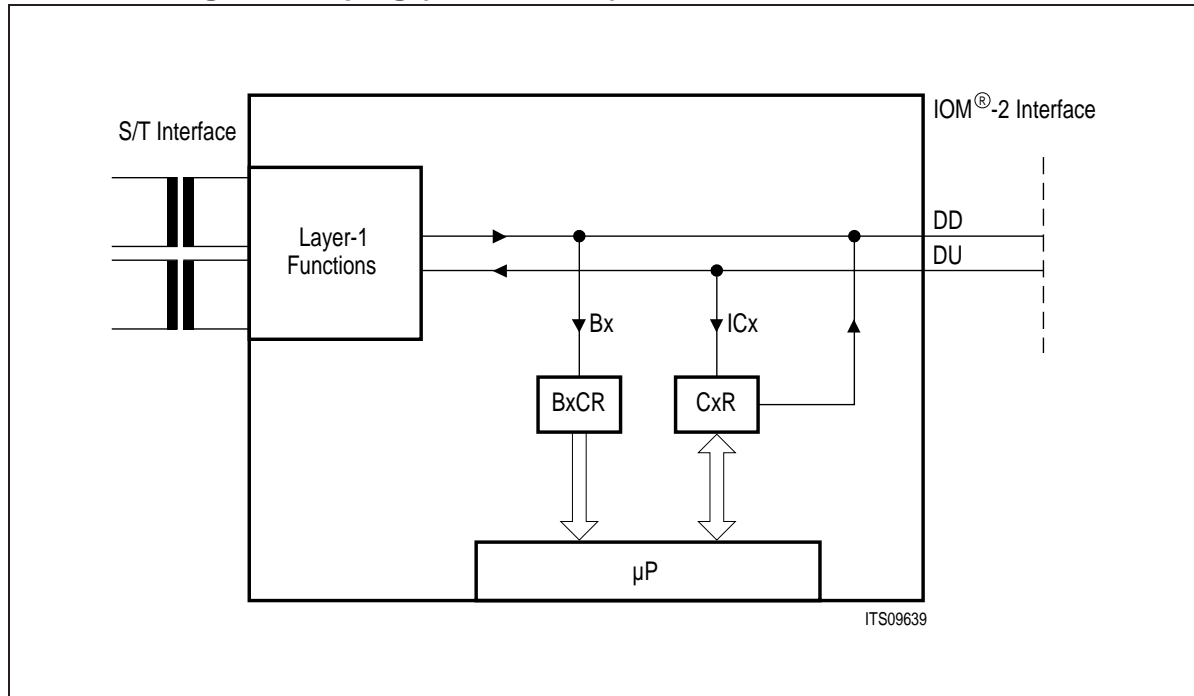 IOM®-2 Interface
S/T Interface
DD
Layer-1
Functions
DU
Bx
ICx
BxCR
CxR
µP
ITS09639